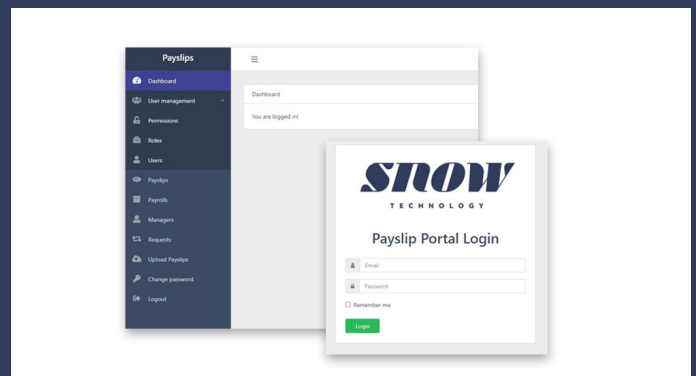 Payslips
Dashboard
User management
Permissions
Roles
Users
Payslips
Payrolls
Managers
Requests
Upload Payslips
Change password
Logout
Dashboard
You are logged in!
SNOW
TECHNOLOGY
Payslip Portal Login
Email
Password
Remember me
Login